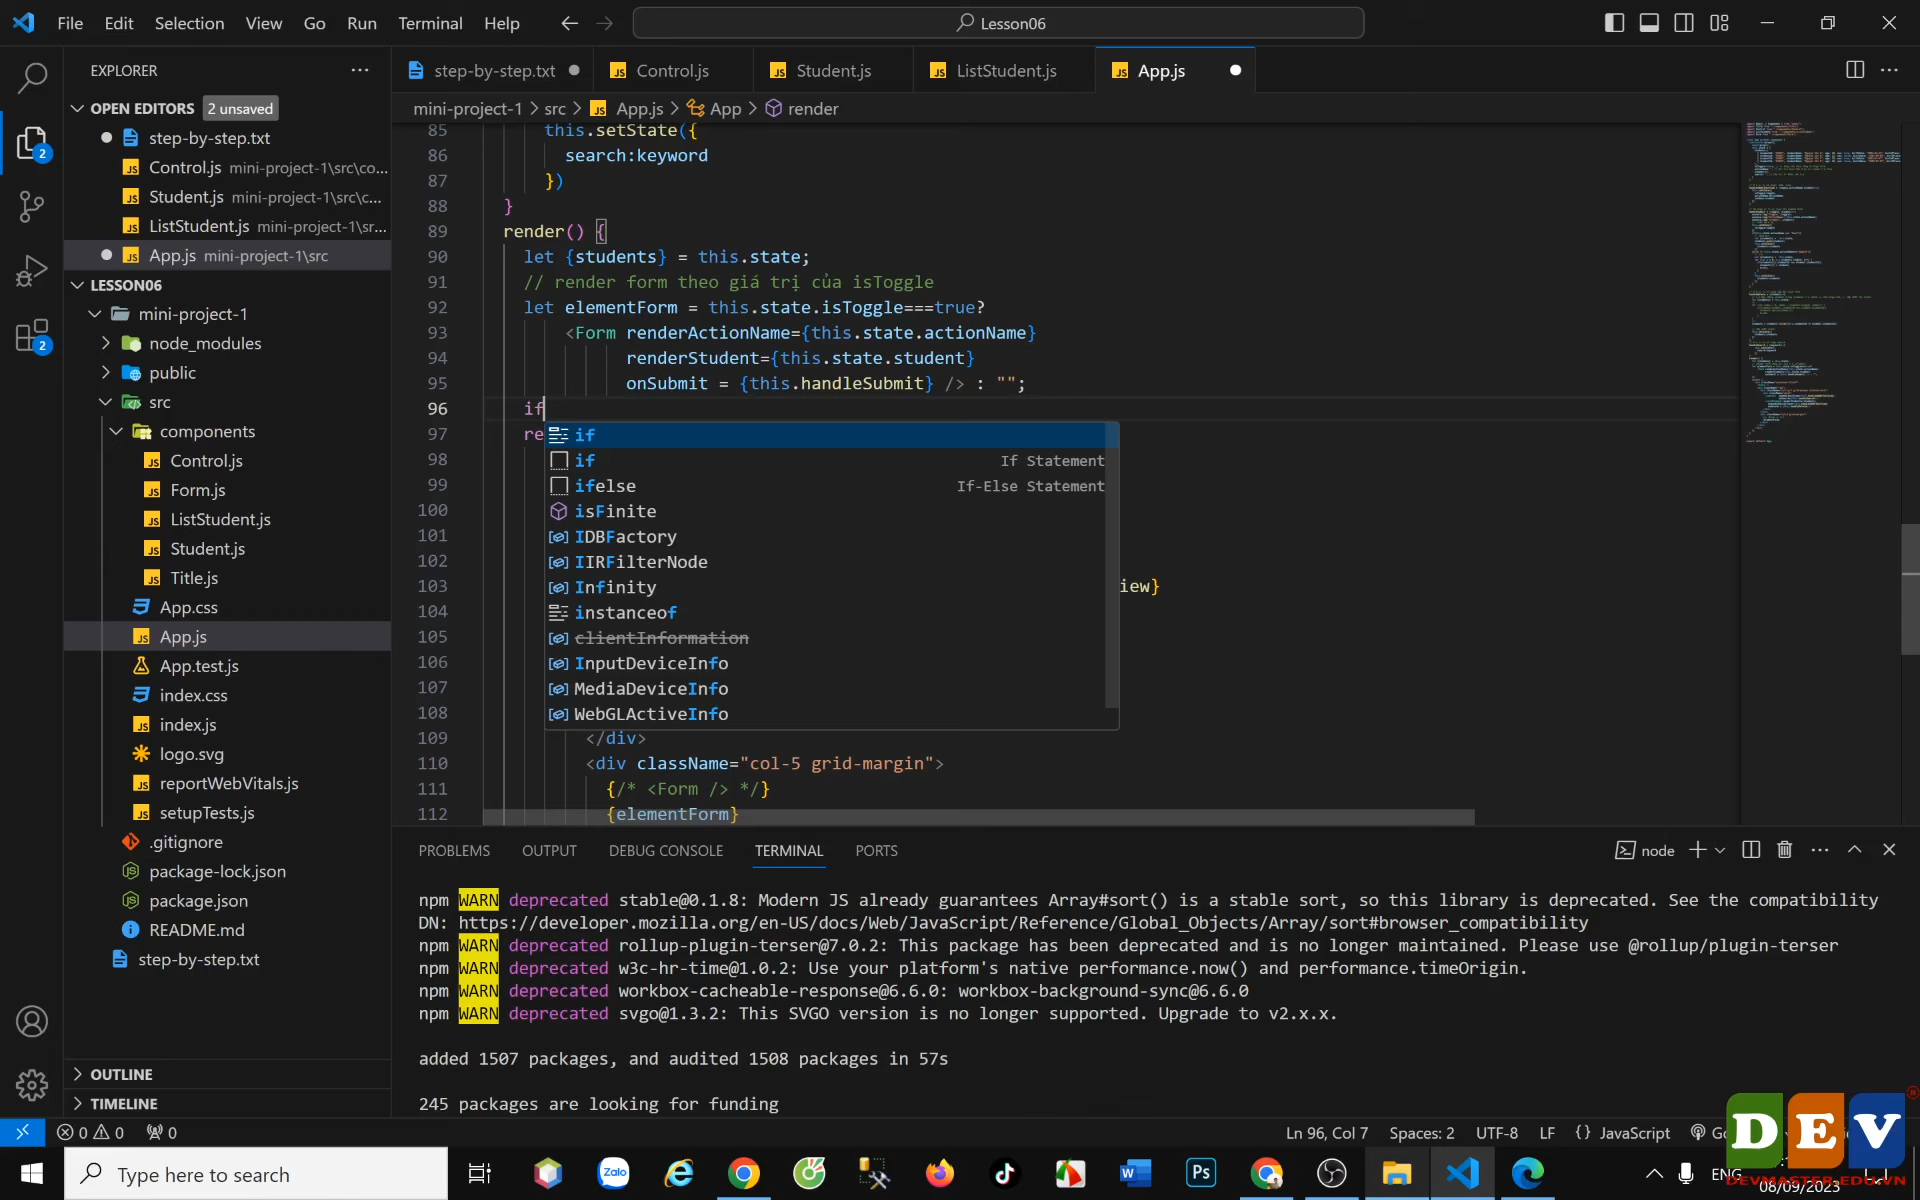 File Edit Selection View Go Run Terminal Help
Lesson06
EXPLORER
step-by-step.txt
Control.js
Student.js
ListStudent.js
App.js
OPEN EDITORS 2 unsaved
mini-project-1 > src > App.js > App > render
step-by-step.txt
Control.js mini-project-1\src\co...
Student.js mini-project-1\src\c...
ListStudent.js mini-project-1\sr...
App.js mini-project-1\src
LESSON06
mini-project-1
node_modules
public
src
components
Control.js
Form.js
ListStudent.js
Student.js
Title.js
App.css
App.js
App.test.js
index.css
index.js
logo.svg
reportWebVitals.js
setupTests.js
.gitignore
package-lock.json
package.json
README.md
step-by-step.txt
OUTLINE
TIMELINE
85 this.setState({
86 search:keyword
87 })
88 }
89 render() {
90 let {students} = this.state;
91 // render form theo giá trị của isToggle
92 let elementForm = this.state.isToggle===true?
93 <Form renderActionName={this.state.actionName}
94 renderStudent={this.state.student}
95 onSubmit = {this.handleSubmit} /> : "";
96 if
97 re
98
99
100
101
102
103 iew}
104
105
106
107
108
109 </div>
110 <div className="col-5 grid-margin">
111 {/* <Form /> */}
112 {elementForm}
if
if If Statement
ifelse If-Else Statement
isFinite
IDBFactory
IIRFilterNode
Infinity
instanceof
clientInformation
InputDeviceInfo
MediaDeviceInfo
WebGLActiveInfo
PROBLEMS OUTPUT DEBUG CONSOLE TERMINAL PORTS
node
npm WARN deprecated stable@0.1.8: Modern JS already guarantees Array#sort() is a stable sort, so this library is deprecated. See the compatibility
DN: https://developer.mozilla.org/en-US/docs/Web/JavaScript/Reference/Global_Objects/Array/sort#browser_compatibility
npm WARN deprecated rollup-plugin-terser@7.0.2: This package has been deprecated and is no longer maintained. Please use @rollup/plugin-terser
npm WARN deprecated w3c-hr-time@1.0.2: Use your platform's native performance.now() and performance.timeOrigin.
npm WARN deprecated workbox-cacheable-response@6.6.0: workbox-background-sync@6.6.0
npm WARN deprecated svgo@1.3.2: This SVGO version is no longer supported. Upgrade to v2.x.x.
added 1507 packages, and audited 1508 packages in 57s
245 packages are looking for funding
0 0 0
Ln 96, Col 7 Spaces: 2 UTF-8 LF {} JavaScript
DEV
DEVMASTER.EDU.VN
Type here to search
Zalo
Ps
ENG
08/09/2023